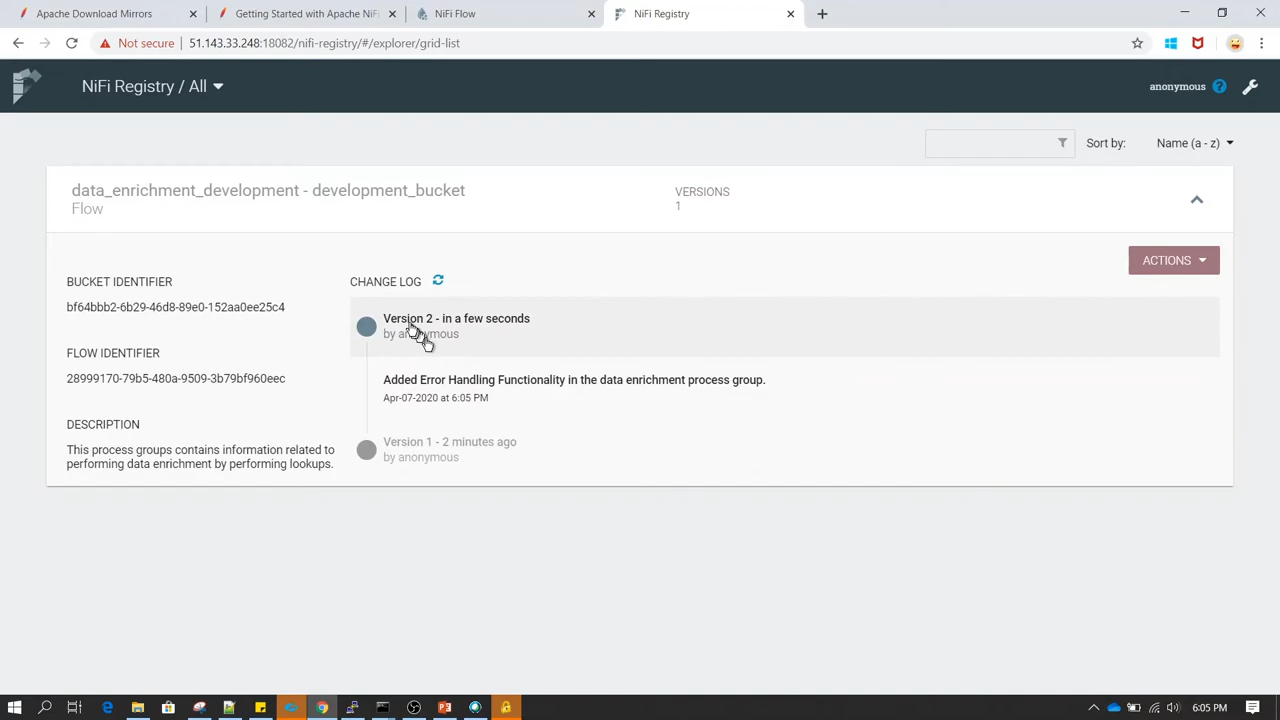 Apache Download Mirrors
Getting Started with Apache NiFi
NiFi Flow
NiFi Registry
Not secure
51.143.33.248:18082/nifi-registry/#/explorer/grid-list
NiFi Registry / All
anonymous
Sort by:
Name (a - z)
data_enrichment_development - development_bucket
Flow
VERSIONS
1
ACTIONS
BUCKET IDENTIFIER
bf64bbb2-6b29-46d8-89e0-152aa0ee25c4
FLOW IDENTIFIER
28999170-79b5-480a-9509-3b79bf960eec
DESCRIPTION
This process groups contains information related to
performing data enrichment by performing lookups.
CHANGE LOG
Version 2 - in a few seconds
by anonymous
Added Error Handling Functionality in the data enrichment process group.
Apr-07-2020 at 6:05 PM
Version 1 - 2 minutes ago
by anonymous
6:05 PM